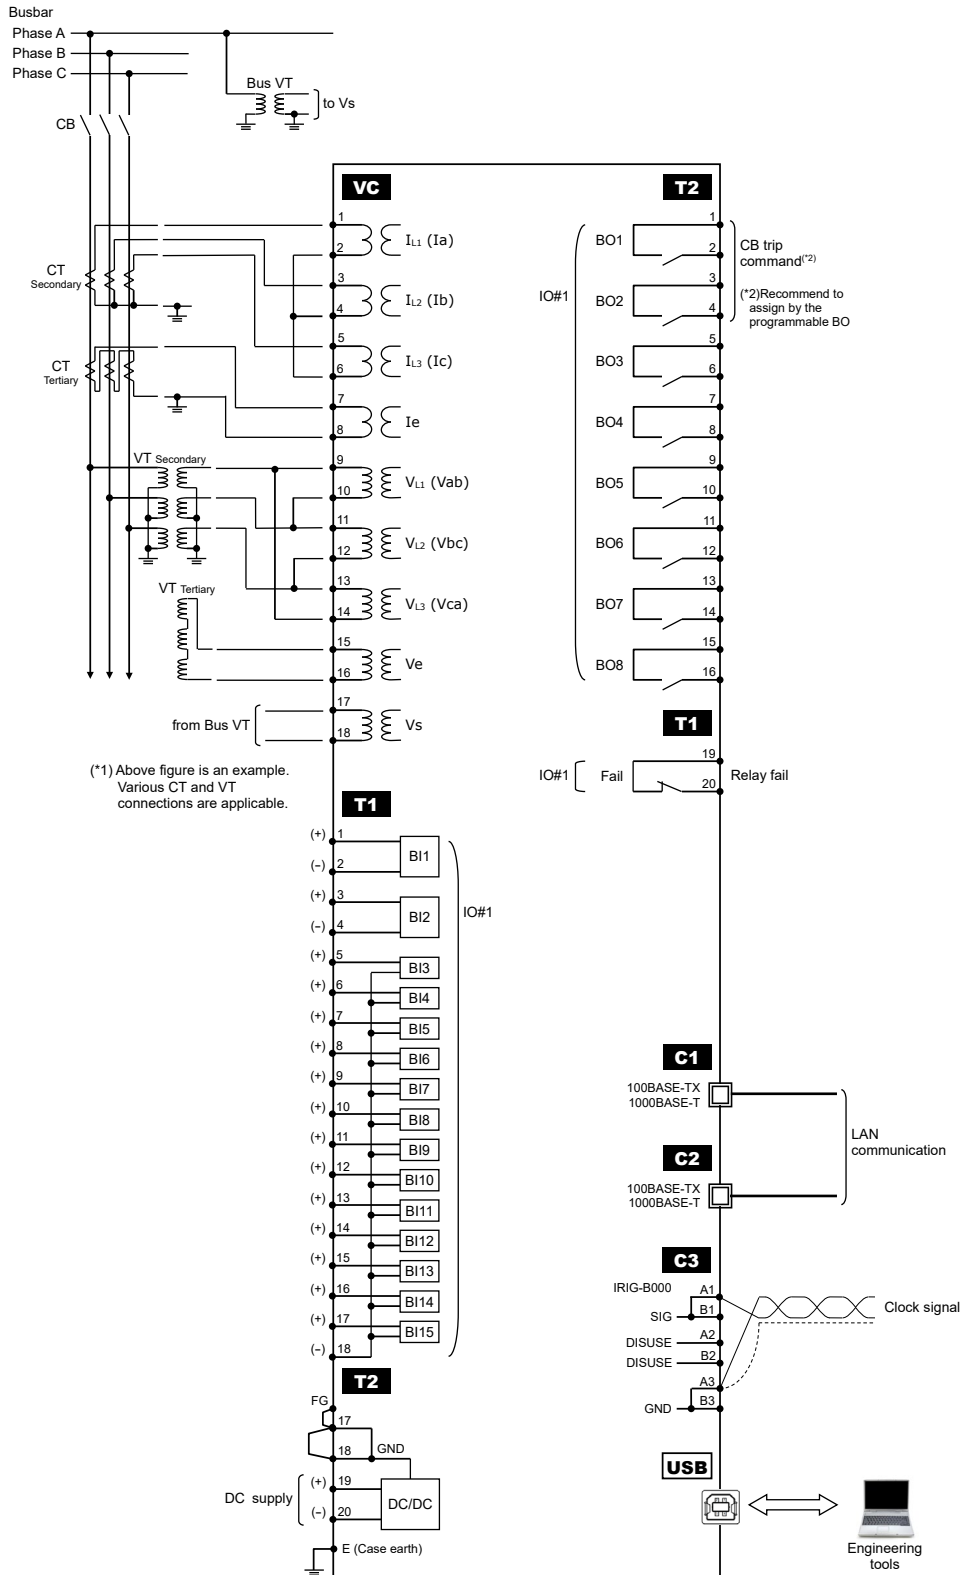 Busbar
Phase A
Phase B
Phase C
Bus VT
to Vs
CB
VC
1
2
IL1 (Ia)
3
4
IL2 (Ib)
5
6
IL3 (Ic)
7
8
Ie
9
10
VL1 (Vab)
11
12
VL2 (Vbc)
13
14
VL3 (Vca)
15
16
Ve
17
18
Vs
CT
Secondary
CT
Tertiary
VT Secondary
VT Tertiary
from Bus VT
(*1) Above figure is an example.
Various CT and VT
connections are applicable.
T2
IO#1
BO1
1
2
BO2
3
4
BO3
5
6
BO4
7
8
BO5
9
10
BO6
11
12
BO7
13
14
BO8
15
16
CB trip
command(*2)
(*2)Recommend to
assign by the
programmable BO
T1
IO#1
Fail
19
20
Relay fail
T1
(+) 1
(−) 2
BI1
(+) 3
(−) 4
BI2
IO#1
(+) 5
BI3
(+) 6
BI4
(+) 7
BI5
(+) 8
BI6
(+) 9
BI7
(+) 10
BI8
(+) 11
BI9
(+) 12
BI10
(+) 13
BI11
(+) 14
BI12
(+) 15
BI13
(+) 16
BI14
(+) 17
BI15
(−) 18
T2
FG
17
18
GND
DC supply
(+) 19
(−) 20
DC/DC
E (Case earth)
C1
100BASE-TX
1000BASE-T
C2
100BASE-TX
1000BASE-T
LAN
communication
C3
IRIG-B000
A1
SIG
B1
DISUSE
A2
DISUSE
B2
A3
GND
B3
Clock signal
USB
Engineering
tools